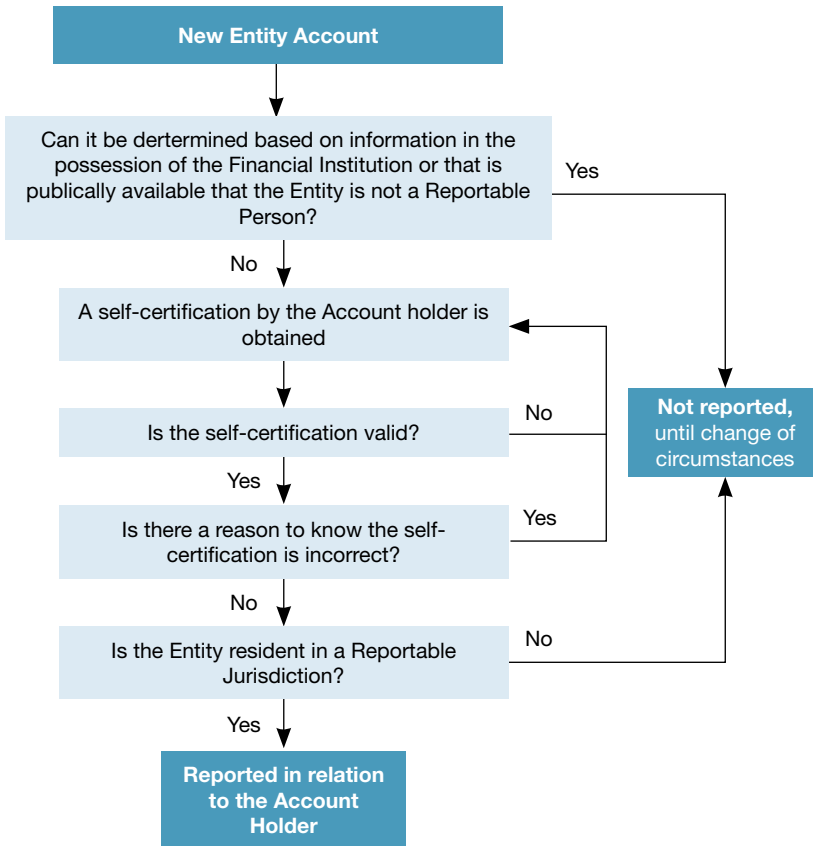 New Entity Account
Can it be dertermined based on information in the
possession of the Financial Institution or that is
publically available that the Entity is not a Reportable
Person?
Yes
No
A self-certification by the Account holder is
obtained
Is the self-certification valid?
No
Not reported,
until change of
circumstances
Yes
Is there a reason to know the self-
certification is incorrect?
Yes
No
Is the Entity resident in a Reportable
Jurisdiction?
No
Yes
Reported in relation
to the Account
Holder